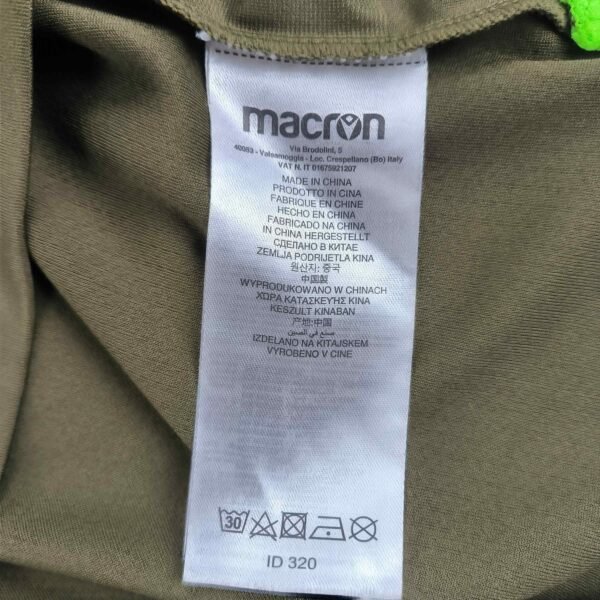 macron
Via Brodolini, 5
40053 - Valsamoggia - Loc. Crespellano (Bo) Italy
VAT N. IT 01675921207
MADE IN CHINA
PRODOTTO IN CINA
FABRIQUE EN CHINE
HECHO EN CHINA
FABRICADO NA CHINA
IN CHINA HERGESTELLT
СДЕЛАНО В КИТАЕ
ZEMLJA PODRIJETLA KINA
원산지: 중국
中国製
WYPRODUKOWANO W CHINACH
ΧΩΡΑ ΚΑΤΑΣΚΕΥΗΣ ΚΙΝΑ
KESZULT KINABAN
产地:中国
صنع في الصين
IZDELANO NA KITAJSKEM
VYROBENO V CINE
30
ID 320